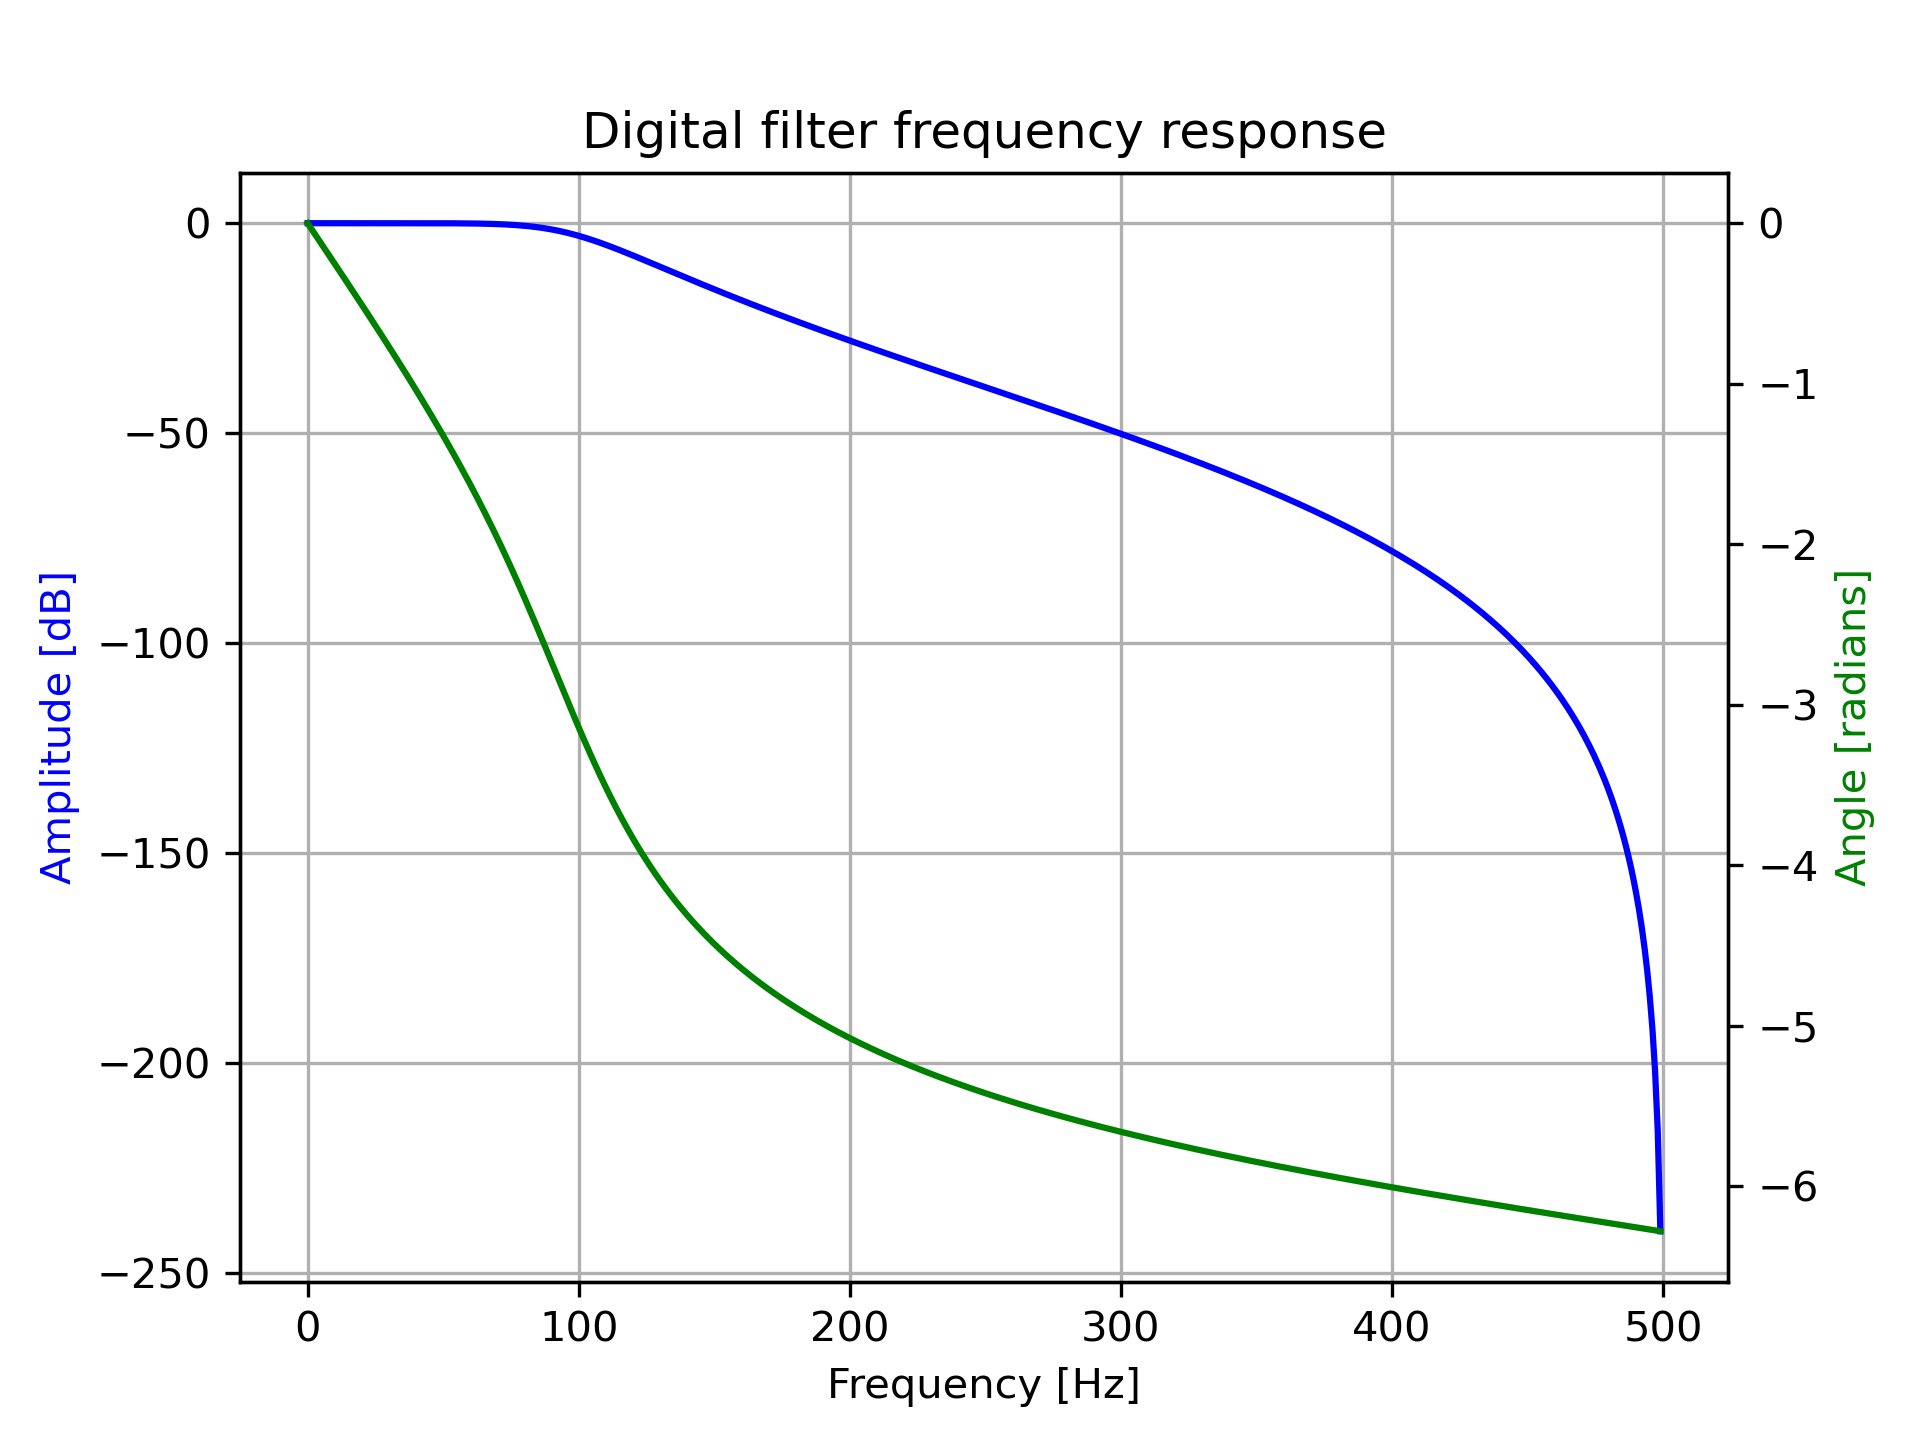 Digital filter frequency response
Amplitude [dB]
0
−50
−100
−150
−200
−250
0
−1
−2
−3
−4
−5
−6
Angle [radians]
0 100 200 300 400 500
Frequency [Hz]